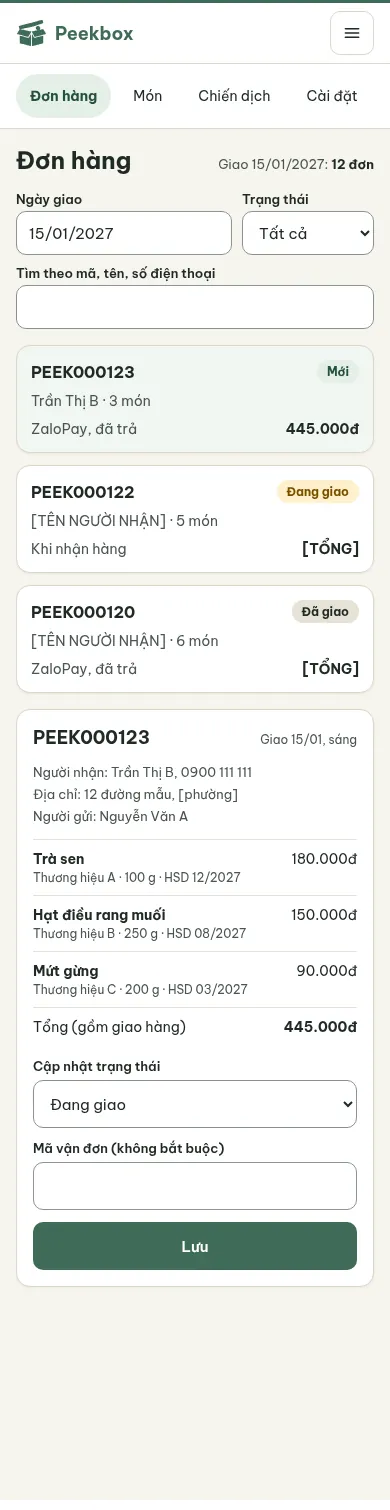 Peekbox
Đơn hàng Món Chiến dịch Cài đặt
Đơn hàng Giao 15/01/2027: 12 đơn
Ngày giao Trạng thái
15/01/2027 Tất cả
Tìm theo mã, tên, số điện thoại
PEEK000123 Mới
Trần Thị B · 3 món
ZaloPay, đã trả 445.000đ
PEEK000122 Đang giao
[TÊN NGƯỜI NHẬN] · 5 món
Khi nhận hàng [TỔNG]
PEEK000120 Đã giao
[TÊN NGƯỜI NHẬN] · 6 món
ZaloPay, đã trả [TỔNG]
PEEK000123 Giao 15/01, sáng
Người nhận: Trần Thị B, 0900 111 111
Địa chỉ: 12 đường mẫu, [phường]
Người gửi: Nguyễn Văn A
Trà sen 180.000đ
Thương hiệu A · 100 g · HSD 12/2027
Hạt điều rang muối 150.000đ
Thương hiệu B · 250 g · HSD 08/2027
Mứt gừng 90.000đ
Thương hiệu C · 200 g · HSD 03/2027
Tổng (gồm giao hàng) 445.000đ
Cập nhật trạng thái
Đang giao
Mã vận đơn (không bắt buộc)
Lưu